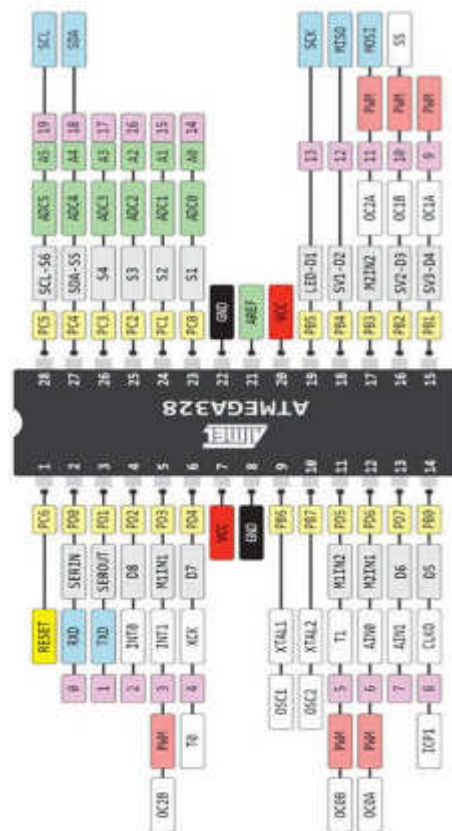 RESET PC6 1 28 PC5 SCL-S6 ADC5 A5 19 SCL
0 RXD SERIN PD0 2 27 PC4 SDA-S5 ADC4 A4 18 SDA
1 TXD SEROUT PD1 3 26 PC3 S4 ADC3 A3 17
2 INT0 D8 PD2 4 25 PC2 S3 ADC2 A2 16
OC2B PWM 3 INT1 M1IN1 PD3 5 24 PC1 S2 ADC1 A1 15
T0 4 XCK D7 PD4 6 23 PC0 S1 ADC0 A0 14
VCC 7 22 GND
GND 8 21 AREF
OSC1 XTAL1 PB6 9 20 VCC
OSC2 XTAL2 PB7 10 19 PB5 LED-D1 13 SCK
OC0B PWM 5 T1 M1IN2 PD5 11 18 PB4 SV1-D2 12 MISO
OC0A PWM 6 AIN0 M2IN1 PD6 12 17 PB3 M2IN2 OC2A 11 PWM MOSI
7 AIN1 D6 PD7 13 16 PB2 SV2-D3 OC1B 10 PWM SS
ICP1 8 CLKO D5 PB0 14 15 PB1 SV3-D4 OC1A 9 PWM
ATMEL
ATMEGA328